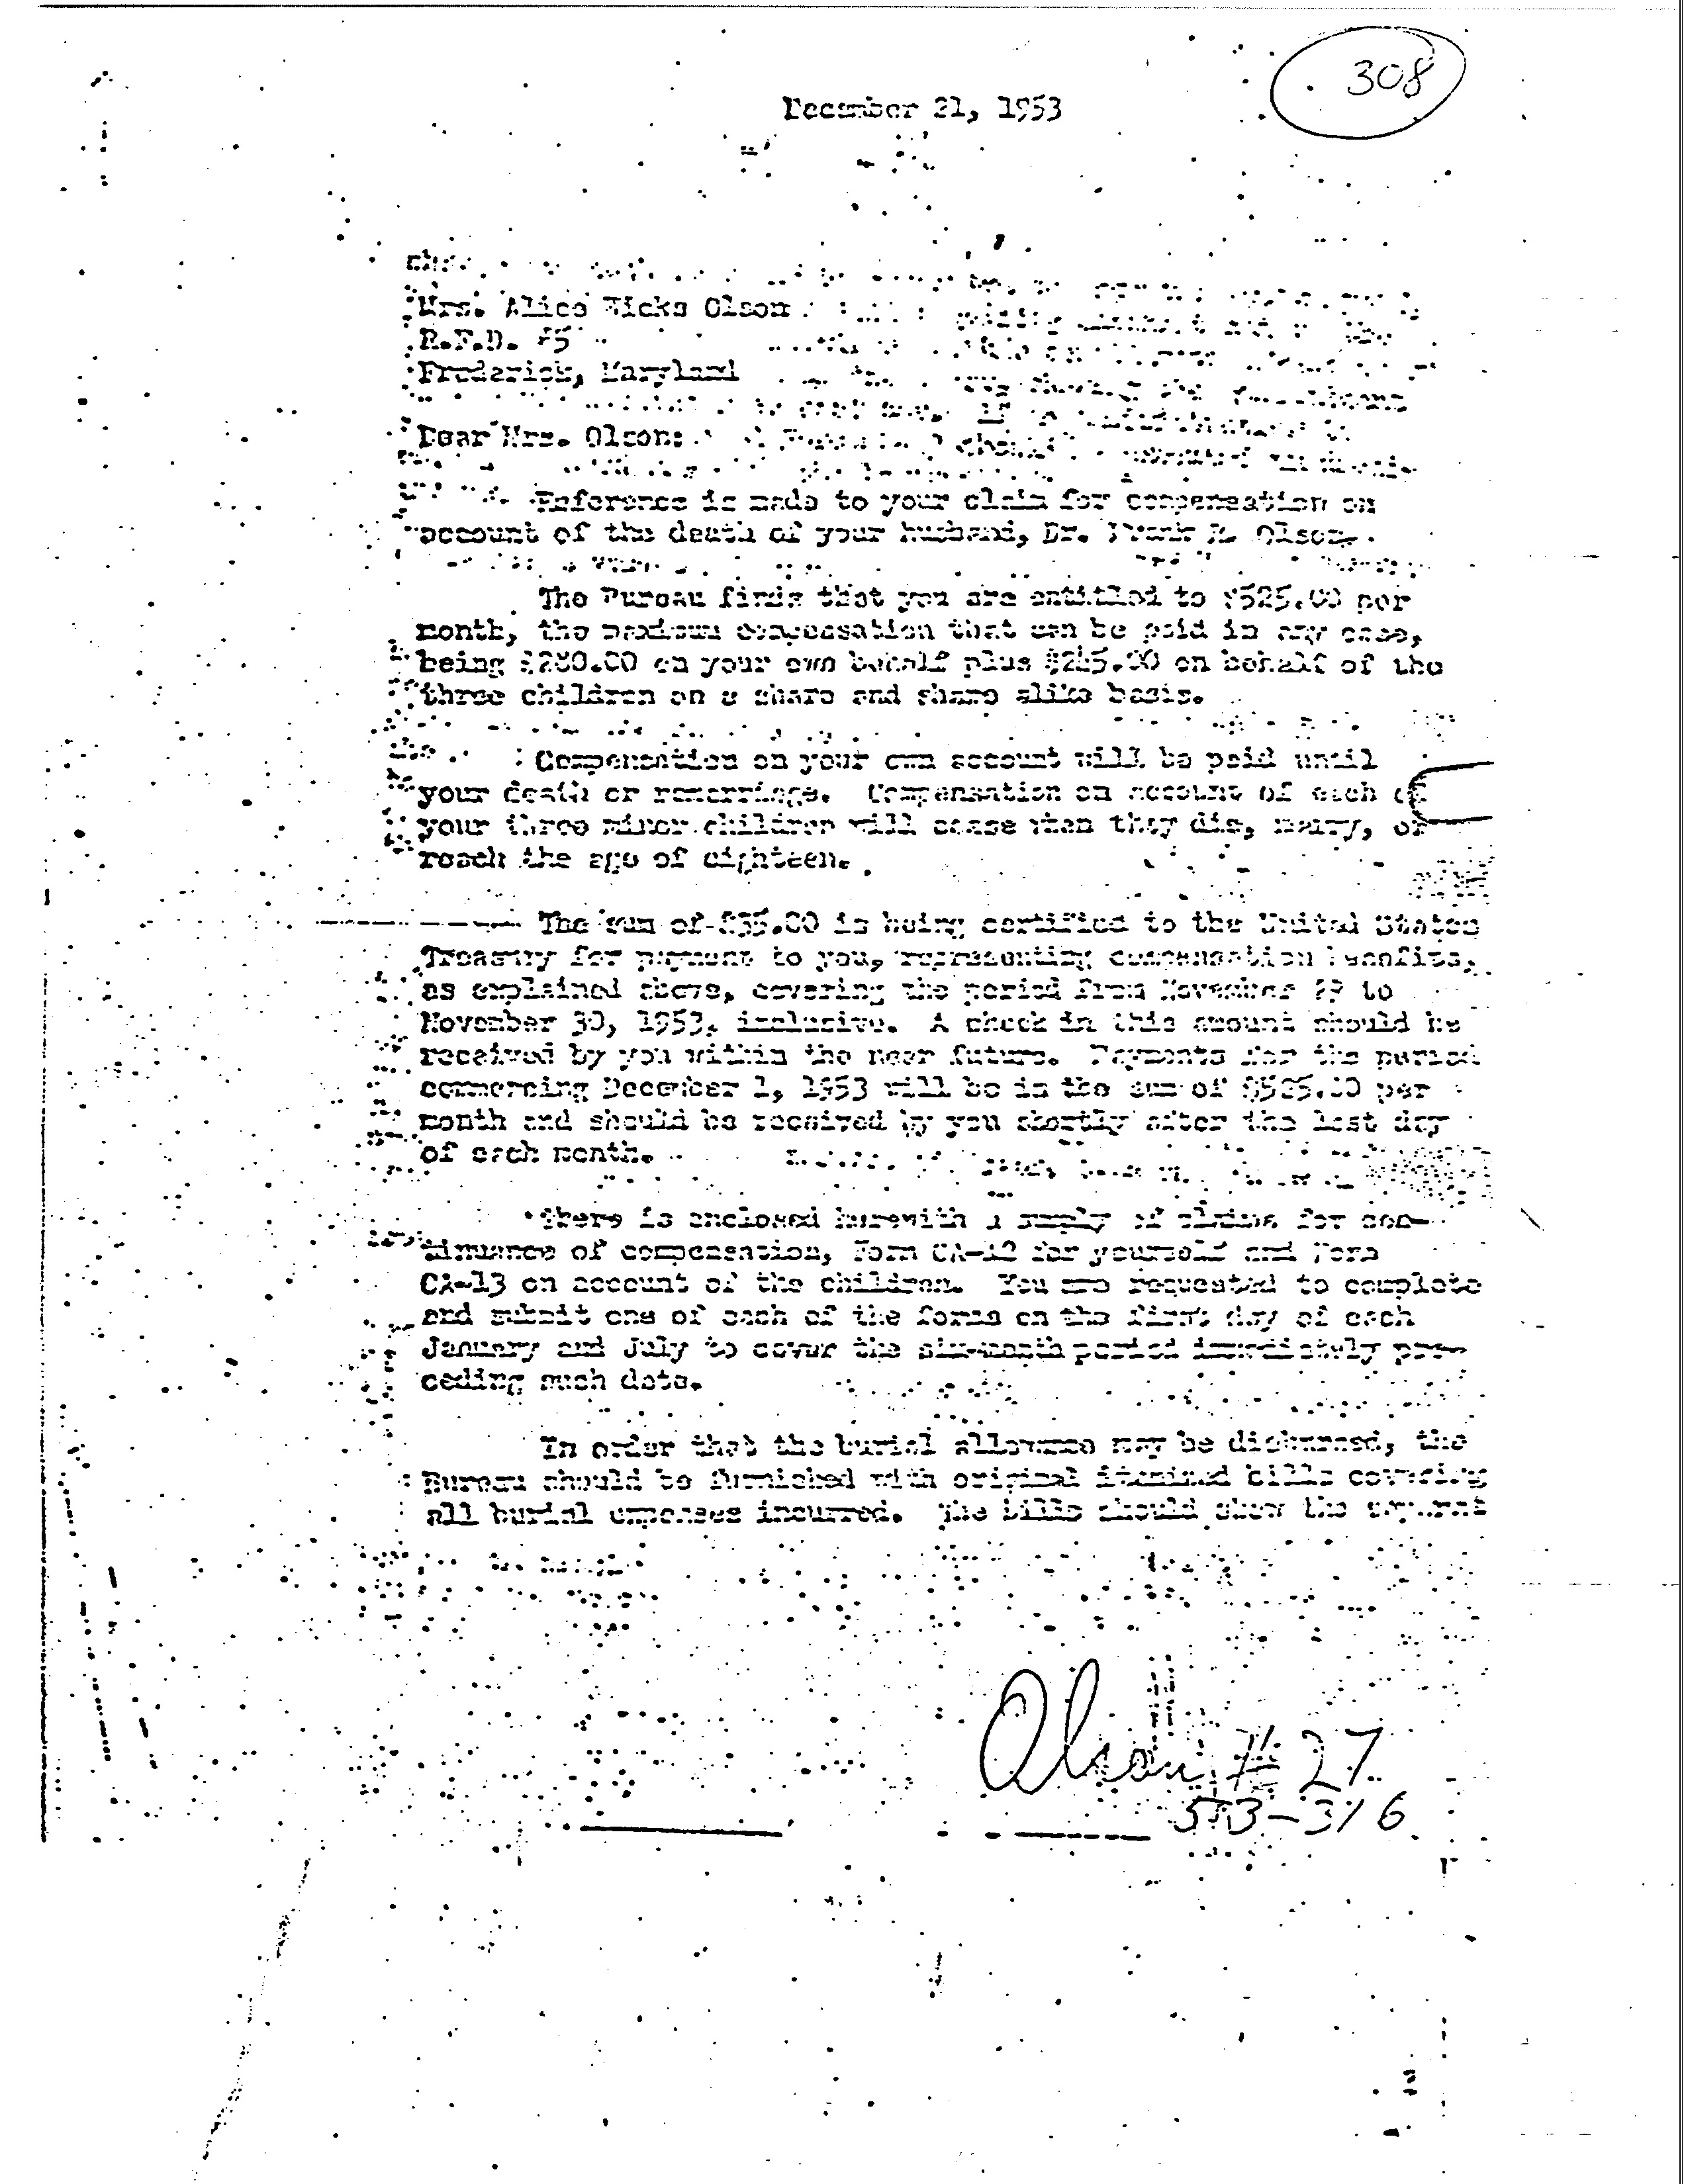 308
December 21, 1953
Mrs. Alice Wicks Olson
R.F.D. #5
Frederick, Maryland
Dear Mrs. Olson:
Reference is made to your claim for compensation on
account of the death of your husband, Dr. Frank R. Olson.
The Bureau finds that you are entitled to $525.00 per
month, the maximum compensation that can be paid in any case,
being $280.00 on your own behalf plus $245.00 on behalf of the
three children on a share and share alike basis.
Compensation on your own account will be paid until
your death or remarriage. Compensation on account of each of
your three minor children will cease when they die, marry, or
reach the age of eighteen.
The sum of $35.00 is being certified to the United States
Treasury for payment to you, representing compensation benefits,
as explained above, covering the period from November 29 to
November 30, 1953, inclusive. A check in this amount should be
received by you within the near future. Payments for the period
commencing December 1, 1953 will be in the sum of $525.00 per
month and should be received by you shortly after the last day
of each month.
There is enclosed herewith a supply of claims for con-
tinuance of compensation, Form CA-12 for yourself and Form
CA-13 on account of the children. You are requested to complete
and submit one of each of the forms on the first day of each
January and July to cover the six-month period immediately pre-
ceding such date.
In order that the burial allowance may be disbursed, the
Bureau should be furnished with original itemized bills covering
all burial expenses incurred. The bills should show the
Olson # 27
53-316